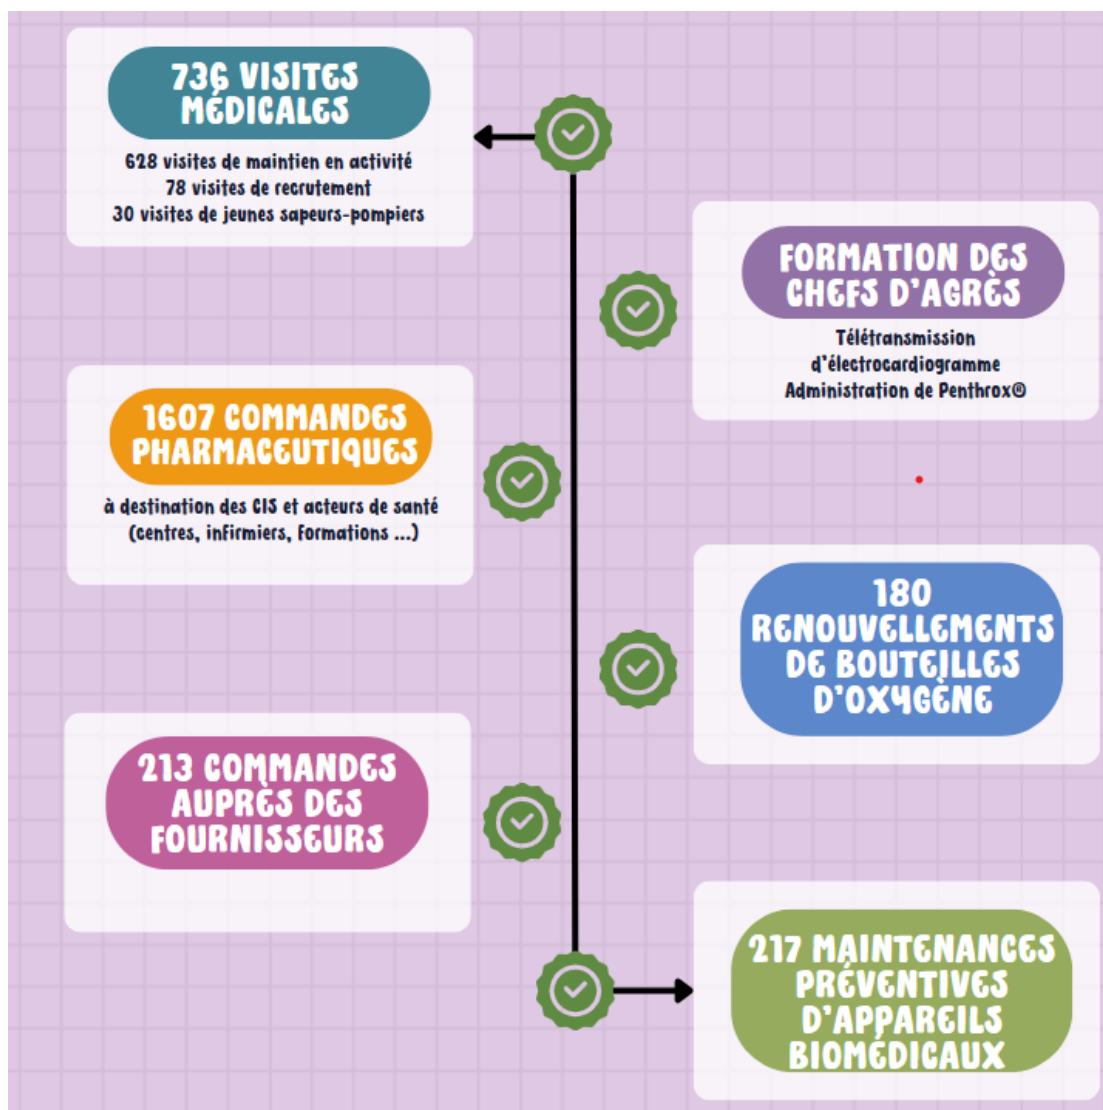 736 VISITES
MÉDICALES
628 visites de maintien en activité
78 visites de recrutement
30 visites de jeunes sapeurs-pompiers
FORMATION DES
CHEFS D'AGRÈS
Télétransmission
d'électrocardiogramme
Administration de Penthrox®
1607 COMMANDES
PHARMACEUTIQUES
à destination des CIS et acteurs de santé
(centres, infirmiers, formations ...)
180
RENOUVELLEMENTS
DE BOUTEILLES
D'OXYGÈNE
213 COMMANDES
AUPRÈS DES
FOURNISSEURS
217 MAINTENANCES
PRÉVENTIVES
D'APPAREILS
BIOMÉDICAUX